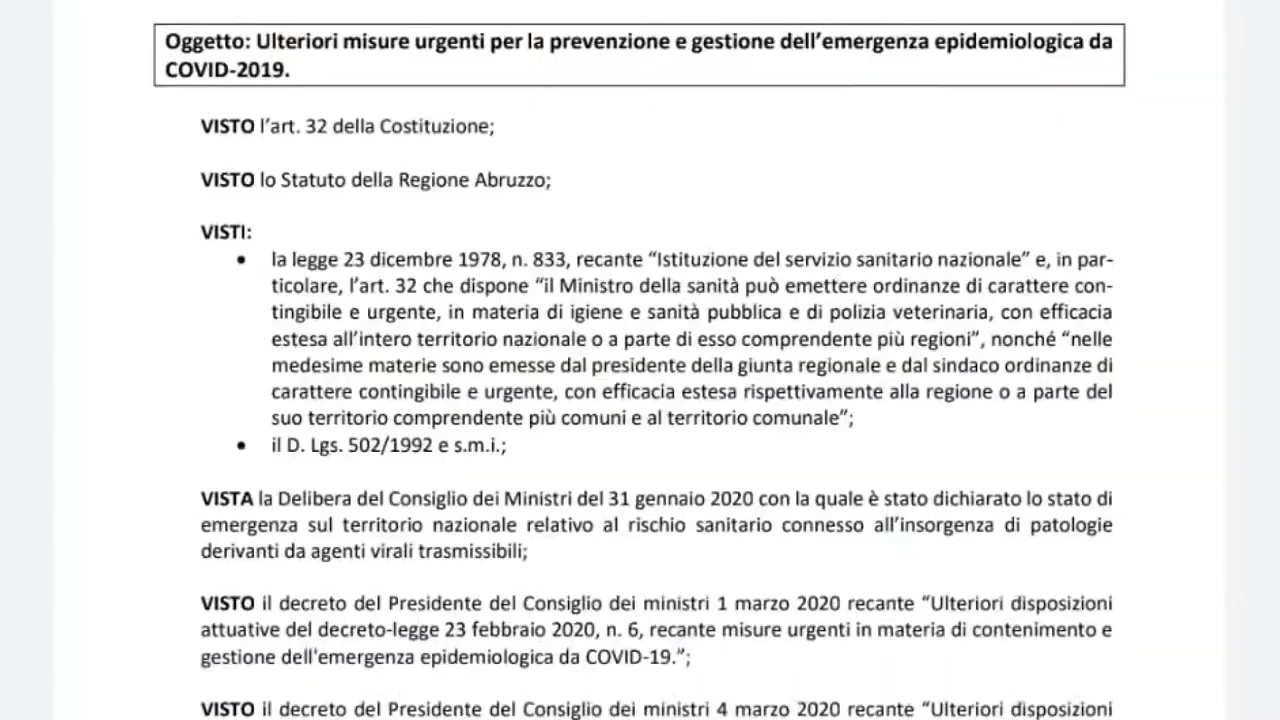 Oggetto: Ulteriori misure urgenti per la prevenzione e gestione dell’emergenza epidemiologica da
COVID-2019.
VISTO l’art. 32 della Costituzione;
VISTO lo Statuto della Regione Abruzzo;
VISTI:
• la legge 23 dicembre 1978, n. 833, recante “Istituzione del servizio sanitario nazionale” e, in par-
ticolare, l’art. 32 che dispone “il Ministro della sanità può emettere ordinanze di carattere con-
tingibile e urgente, in materia di igiene e sanità pubblica e di polizia veterinaria, con efficacia
estesa all’intero territorio nazionale o a parte di esso comprendente più regioni”, nonché “nelle
medesime materie sono emesse dal presidente della giunta regionale e dal sindaco ordinanze di
carattere contingibile e urgente, con efficacia estesa rispettivamente alla regione o a parte del
suo territorio comprendente più comuni e al territorio comunale”;
• il D. Lgs. 502/1992 e s.m.i.;
VISTA la Delibera del Consiglio dei Ministri del 31 gennaio 2020 con la quale è stato dichiarato lo stato di
emergenza sul territorio nazionale relativo al rischio sanitario connesso all’insorgenza di patologie
derivanti da agenti virali trasmissibili;
VISTO il decreto del Presidente del Consiglio dei ministri 1 marzo 2020 recante “Ulteriori disposizioni
attuative del decreto-legge 23 febbraio 2020, n. 6, recante misure urgenti in materia di contenimento e
gestione dell'emergenza epidemiologica da COVID-19.”;
VISTO il decreto del Presidente del Consiglio dei ministri 4 marzo 2020 recante “Ulteriori disposizioni